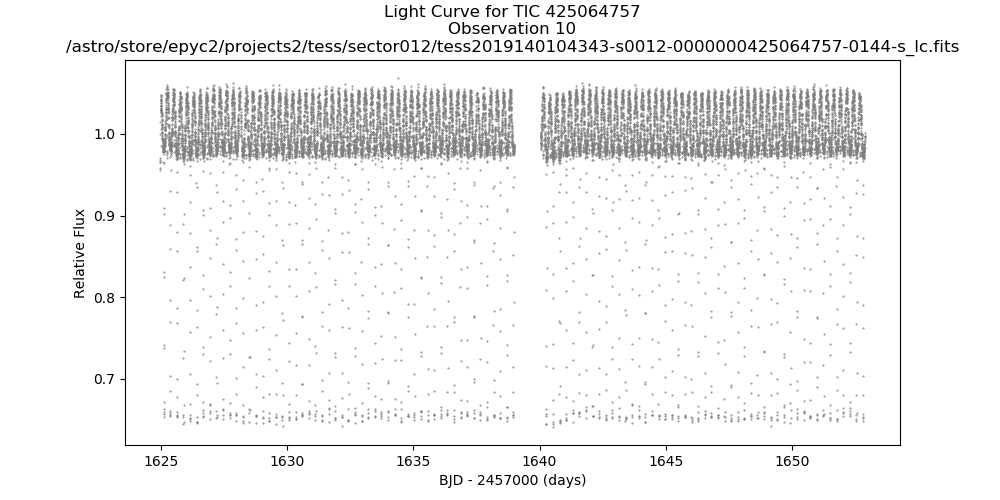 Light Curve for TIC 425064757
Observation 10
/astro/store/epyc2/projects2/tess/sector012/tess2019140104343-s0012-0000000425064757-0144-s_lc.fits
1.0
0.9
0.8
0.7
Relative Flux
1625
1630
1635
1640
1645
1650
BJD - 2457000 (days)